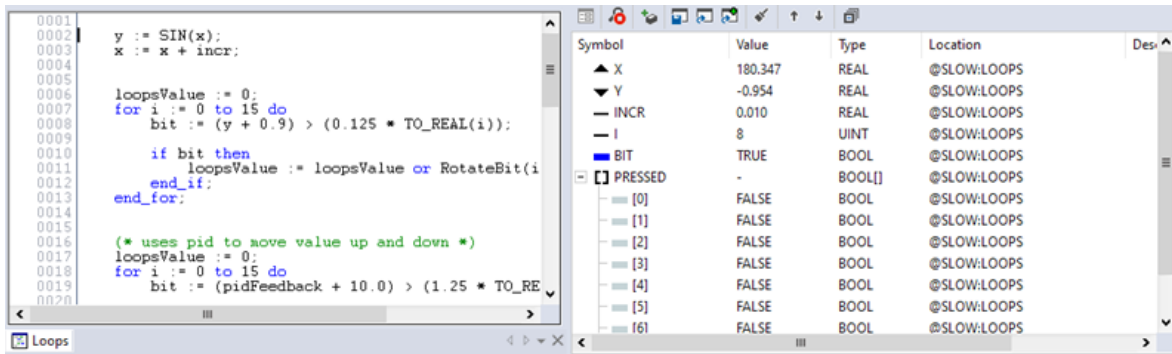 0001
0002 y := SIN(x);
0003 x := x + incr;
0004
0005
0006 loopsValue := 0;
0007 for i := 0 to 15 do
0008 bit := (y + 0.9) > (0.125 * TO_REAL(i));
0009
0010 if bit then
0011 loopsValue := loopsValue or RotateBit(i
0012 end_if;
0013 end_for;
0014
0015
0016 (* uses pid to move value up and down *)
0017 loopsValue := 0;
0018 for i := 0 to 15 do
0019 bit := (pidFeedback + 10.0) > (1.25 * TO_RE
0020
Loops
Symbol Value Type Location Des
X 180.347 REAL @SLOW:LOOPS
Y -0.954 REAL @SLOW:LOOPS
INCR 0.010 REAL @SLOW:LOOPS
I 8 UINT @SLOW:LOOPS
BIT TRUE BOOL @SLOW:LOOPS
PRESSED - BOOL[] @SLOW:LOOPS
[0] FALSE BOOL @SLOW:LOOPS
[1] FALSE BOOL @SLOW:LOOPS
[2] FALSE BOOL @SLOW:LOOPS
[3] FALSE BOOL @SLOW:LOOPS
[4] FALSE BOOL @SLOW:LOOPS
[5] FALSE BOOL @SLOW:LOOPS
[6] FALSE BOOL @SLOW:LOOPS